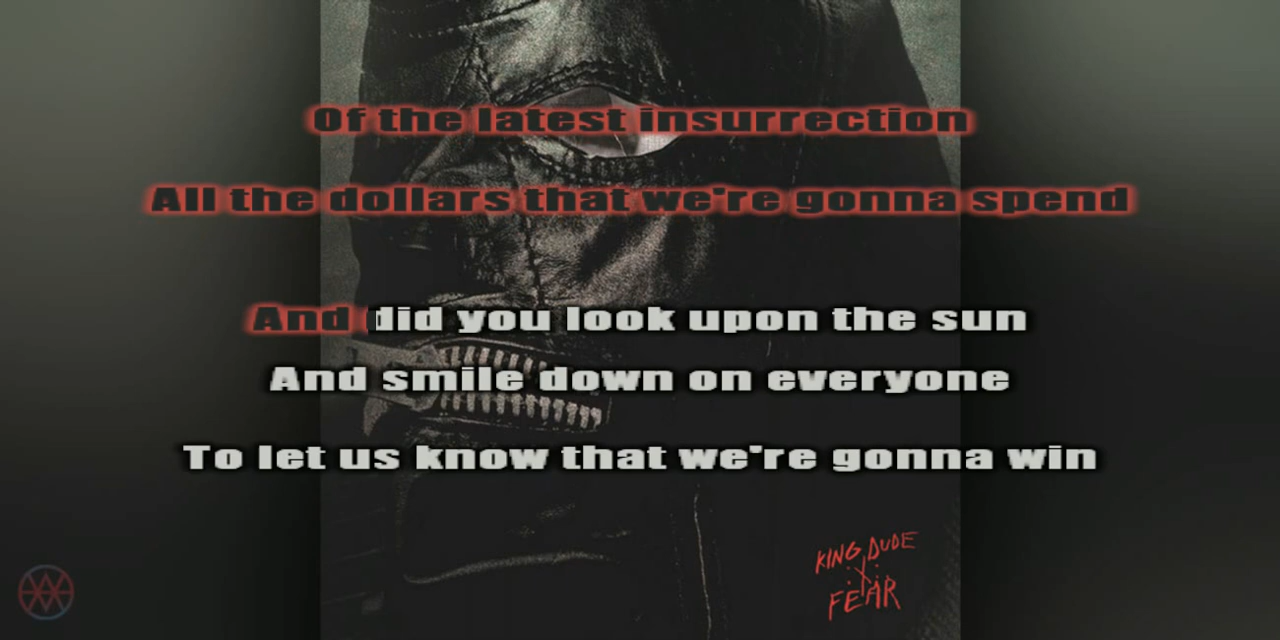 Of the latest insurrection
All the dollars that we're gonna spend
And did you look upon the sun
And smile down on everyone
To let us know that we're gonna win
KING DUDE
FEAR